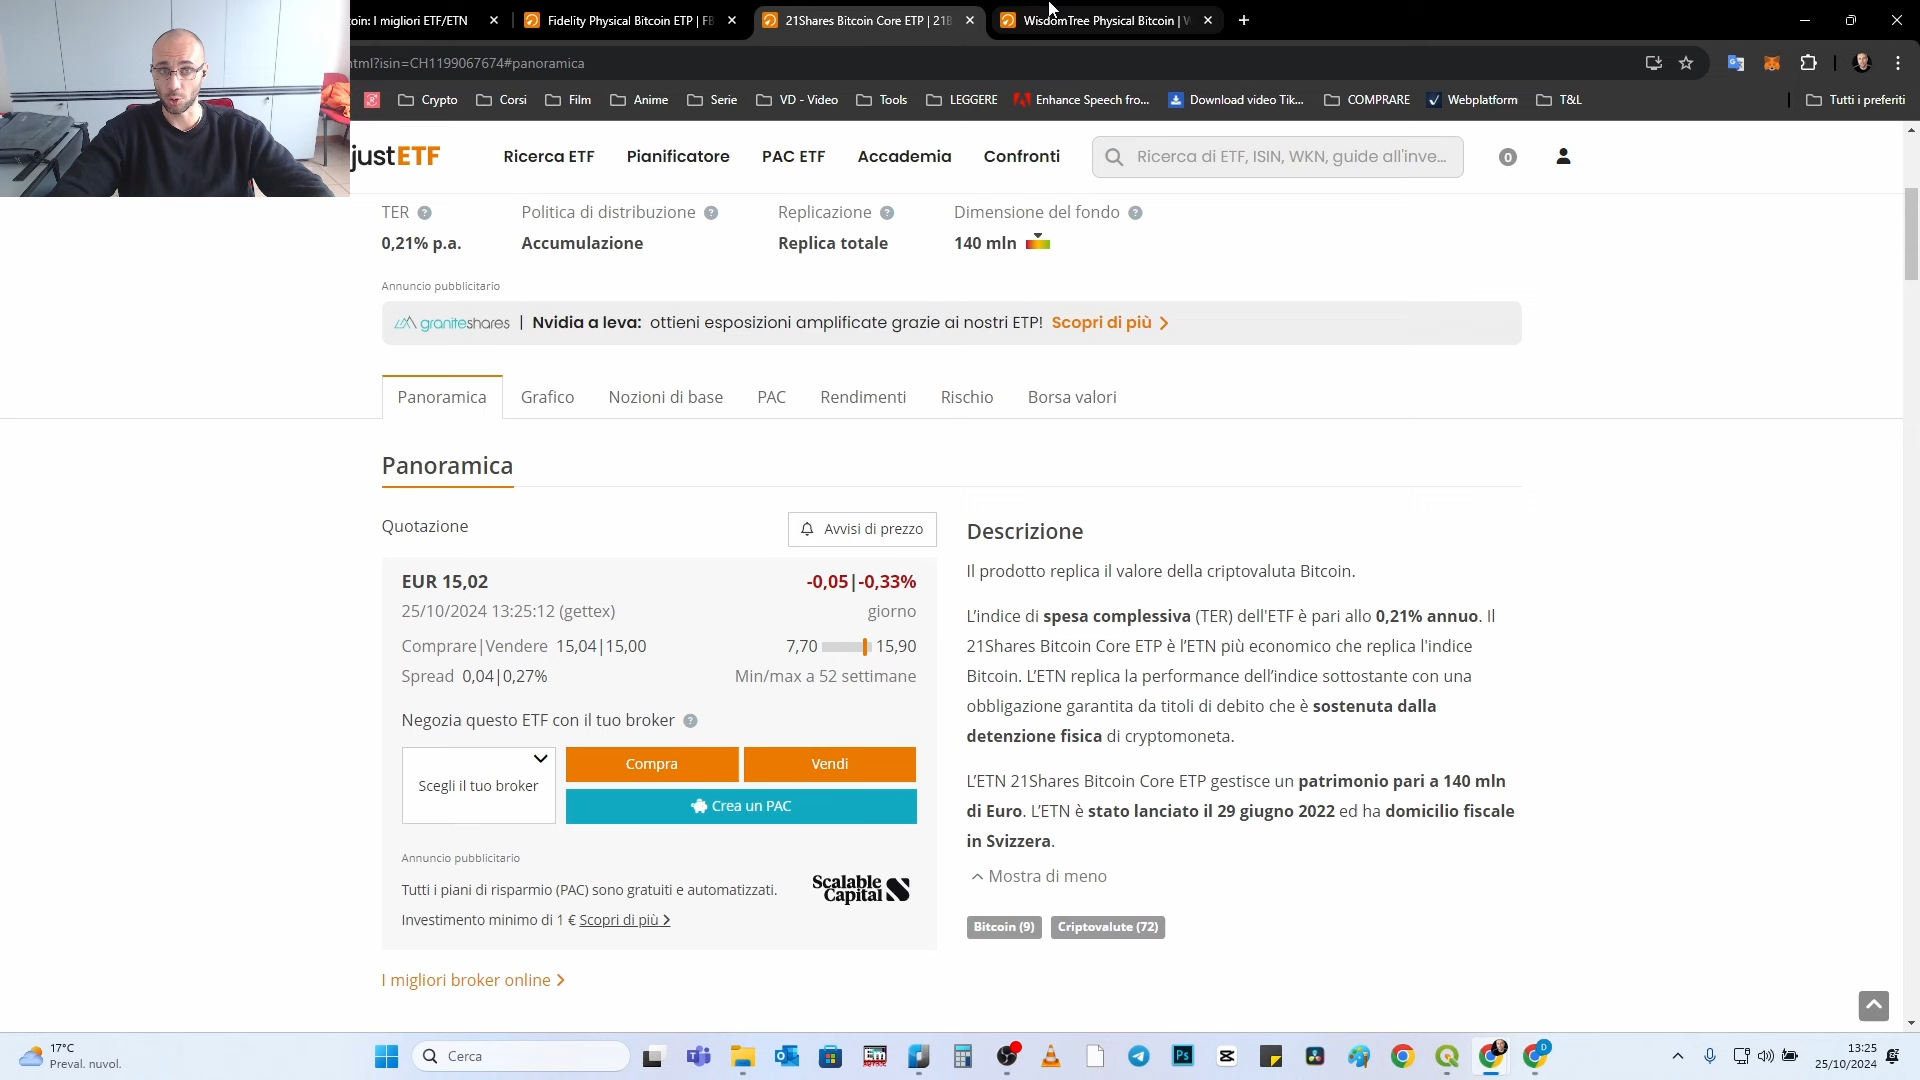 coin: I migliori ETF/ETN
Fidelity Physical Bitcoin ETP | FB
21Shares Bitcoin Core ETP | 21B
WisdomTree Physical Bitcoin | W
html?isin=CH1199067674#panoramica
Crypto
Corsi
Film
Anime
Serie
VD - Video
Tools
LEGGERE
Enhance Speech fro...
Download video Tik...
COMPRARE
Webplatform
T&L
Tutti i preferiti
justETF
Ricerca ETF
Pianificatore
PAC ETF
Accademia
Confronti
Ricerca di ETF, ISIN, WKN, guide all'inve...
0
TER ?
Politica di distribuzione ?
Replicazione ?
Dimensione del fondo ?
0,21% p.a.
Accumulazione
Replica totale
140 mln
Annuncio pubblicitario
graniteshares | Nvidia a leva: ottieni esposizioni amplificate grazie ai nostri ETP! Scopri di più
Panoramica
Grafico
Nozioni di base
PAC
Rendimenti
Rischio
Borsa valori
Panoramica
Quotazione
Avvisi di prezzo
EUR 15,02
-0,05|-0,33%
25/10/2024 13:25:12 (gettex)
giorno
Comprare|Vendere 15,04|15,00
7,70
15,90
Spread 0,04|0,27%
Min/max a 52 settimane
Negozia questo ETF con il tuo broker ?
Scegli il tuo broker
Compra
Vendi
Crea un PAC
Annuncio pubblicitario
Tutti i piani di risparmio (PAC) sono gratuiti e automatizzati.
Investimento minimo di 1 € Scopri di più
Scalable
Capital
I migliori broker online
Descrizione
Il prodotto replica il valore della criptovaluta Bitcoin.
L'indice di spesa complessiva (TER) dell'ETF è pari allo 0,21% annuo. Il
21Shares Bitcoin Core ETP è l'ETN più economico che replica l'indice
Bitcoin. L'ETN replica la performance dell'indice sottostante con una
obbligazione garantita da titoli di debito che è sostenuta dalla
detenzione fisica di cryptomoneta.
L'ETN 21Shares Bitcoin Core ETP gestisce un patrimonio pari a 140 mln
di Euro. L'ETN è stato lanciato il 29 giugno 2022 ed ha domicilio fiscale
in Svizzera.
Mostra di meno
Bitcoin (9)
Criptovalute (72)
17°C
Preval. nuvol.
Cerca
Ps
D
13:25
25/10/2024